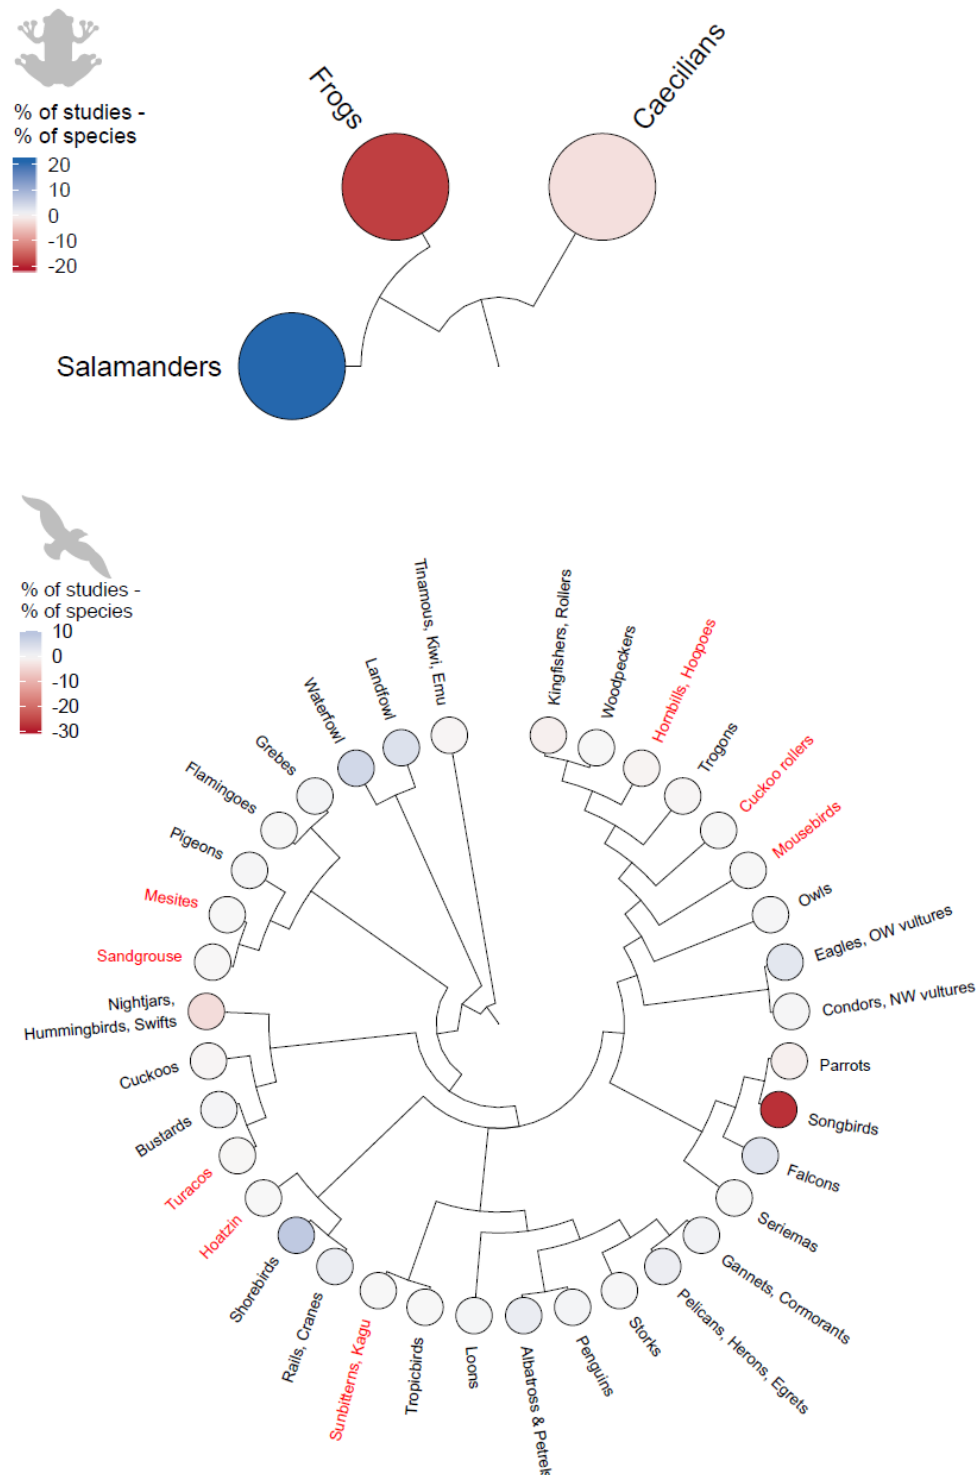 Frogs
Caecilians
% of studies -
% of species
20
10
0
-10
-20
Salamanders
% of studies -
% of species
10
0
-10
-20
-30
Tinamous, Kiwi, Emu
Landfowl
Waterfowl
Grebes
Flamingoes
Pigeons
Mesites
Sandgrouse
Nightjars,
Hummingbirds, Swifts
Cuckoos
Bustards
Turacos
Hoatzin
Shorebirds
Rails, Cranes
Sunbitterns, Kagu
Tropicbirds
Loons
Albatross & Petrels
Penguins
Storks
Pelicans, Herons, Egrets
Gannets, Cormorants
Seriemas
Falcons
Songbirds
Parrots
Condors, NW vultures
Eagles, OW vultures
Owls
Mousebirds
Cuckoo rollers
Trogons
Hornbills, Hoopoes
Woodpeckers
Kingfishers, Rollers